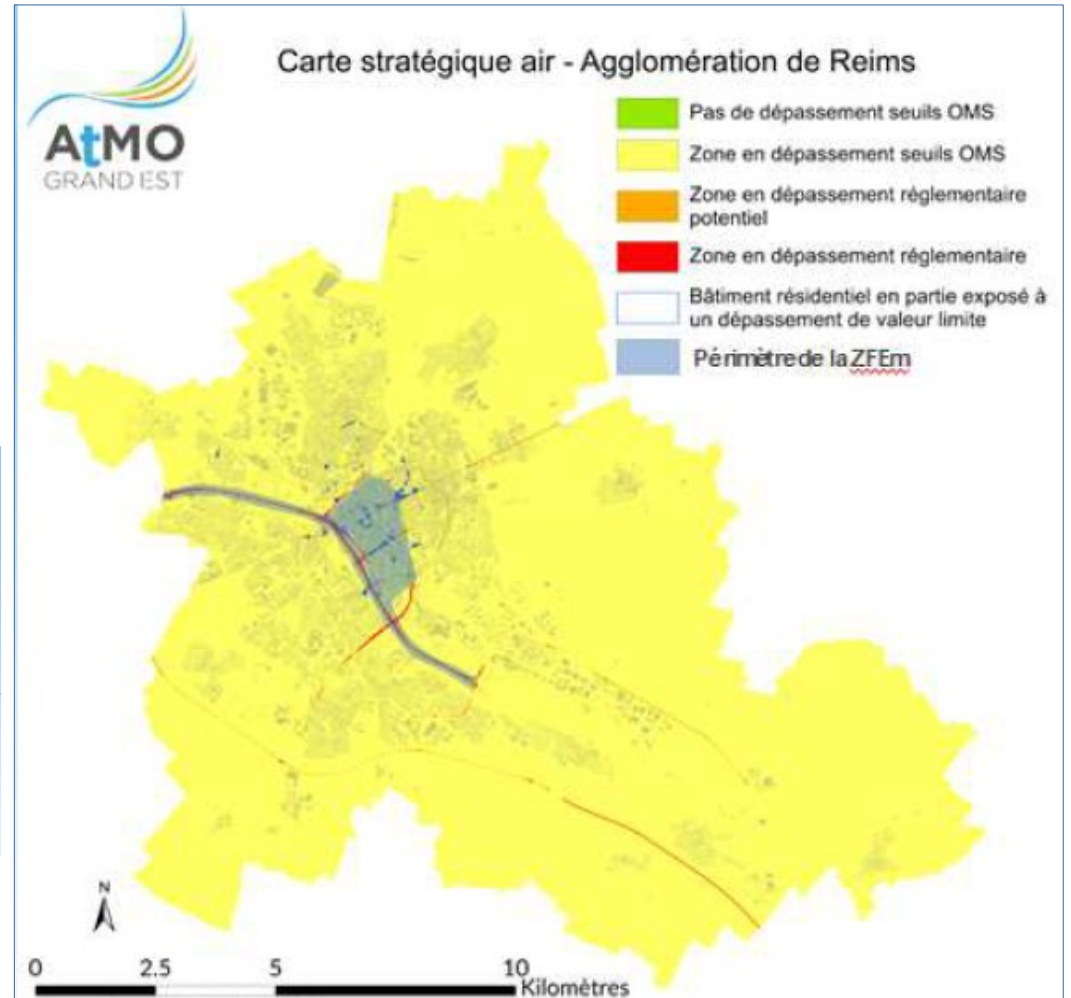 AtMO
GRAND EST
Carte stratégique air - Agglomération de Reims
Pas de dépassement seuils OMS
Zone en dépassement seuils OMS
Zone en dépassement réglementaire
potentiel
Zone en dépassement réglementaire
Bâtiment résidentiel en partie exposé à
un dépassement de valeur limite
Périmètre de la ZFEm
N
0 2.5 5 10
Kilomètres